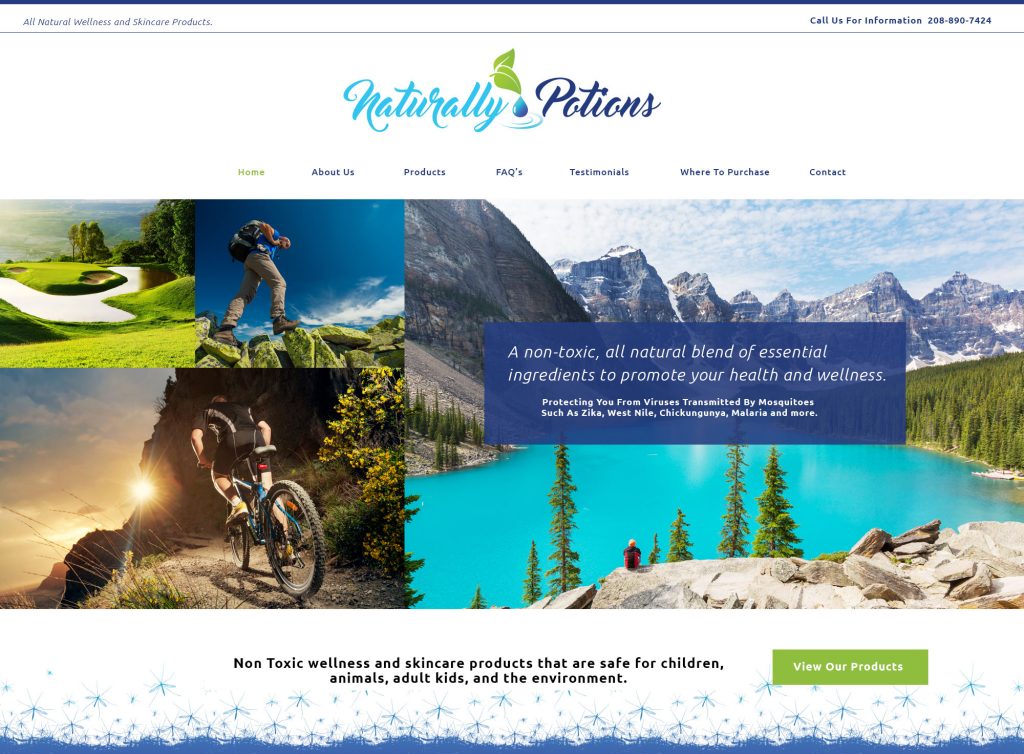 All Natural Wellness and Skincare Products.
Call Us For Information 208-890-7424
Naturally Potions
Home
About Us
Products
FAQ's
Testimonials
Where To Purchase
Contact
A non-toxic, all natural blend of essential
ingredients to promote your health and wellness.
Protecting You From Viruses Transmitted By Mosquitoes
Such As Zika, West Nile, Chickungunya, Malaria and more.
Non Toxic wellness and skincare products that are safe for children,
animals, adult kids, and the environment.
View Our Products